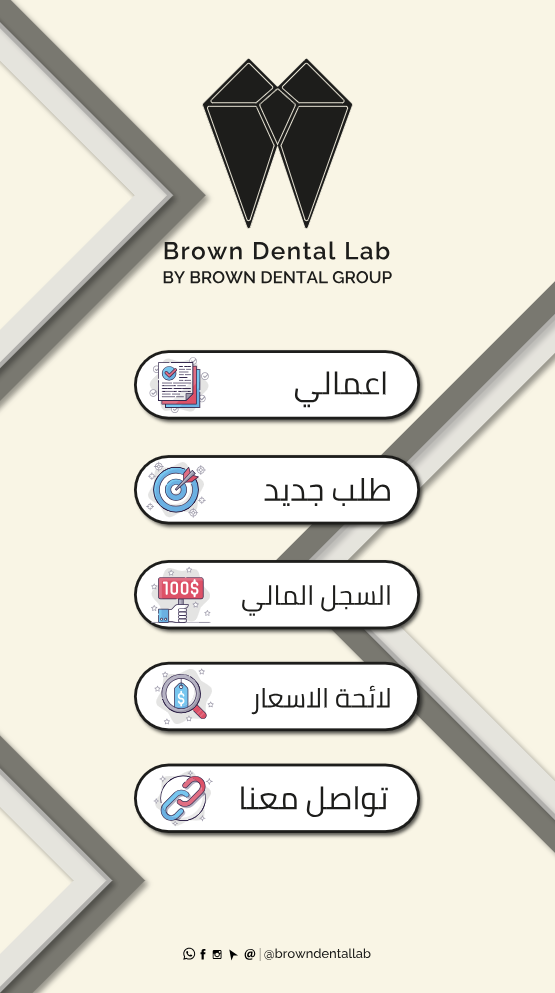 Brown Dental Lab
BY BROWN DENTAL GROUP
اعمالي
طلب جديد
100$
السجل المالي
$
لائحة الاسعار
تواصل معنا
@ | @browndentallab